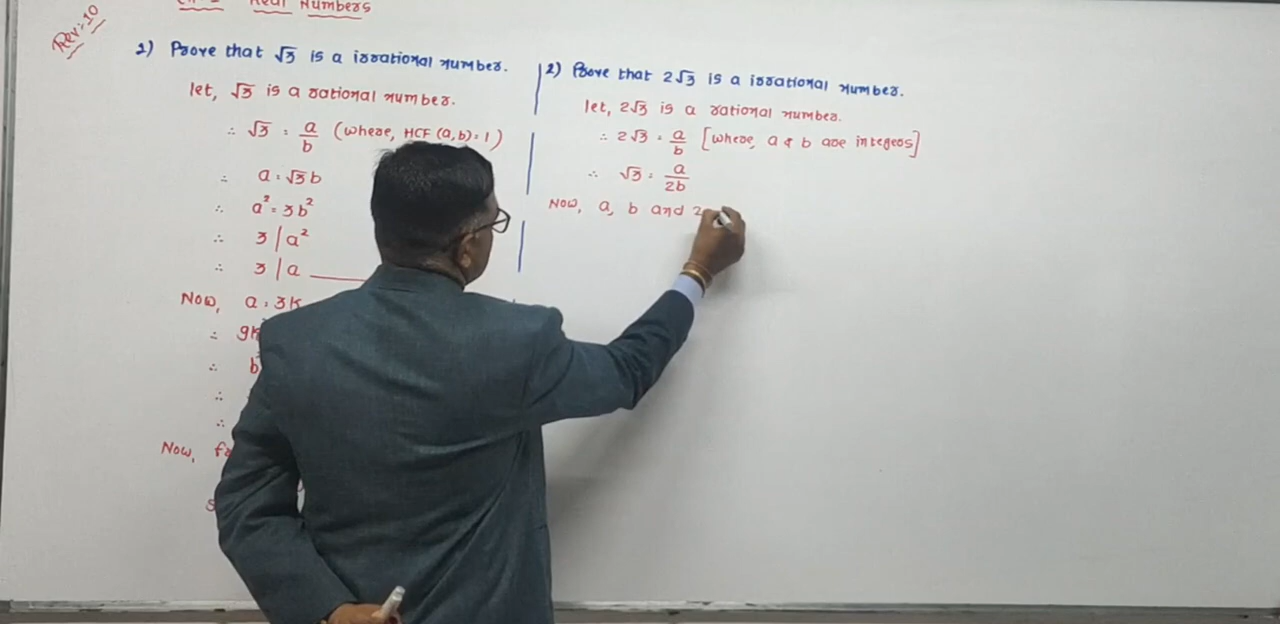 Real Numbers
Rev:10
1) Prove that √3 is a irrational number.
let, √3 is a rational number.
∴ √3 = a/b (where, HCF (a,b)=1)
∴ a = √3 b
∴ a² = 3b²
∴ 3 | a²
∴ 3 | a
Now, a = 3K
∴ 9K
∴ b
∴
∴
Now,
2) Prove that 2√3 is a irrational number.
let, 2√3 is a rational number.
∴ 2√3 = a/b [where, a & b are integers]
∴ √3 = a/2b
Now, a, b and 2